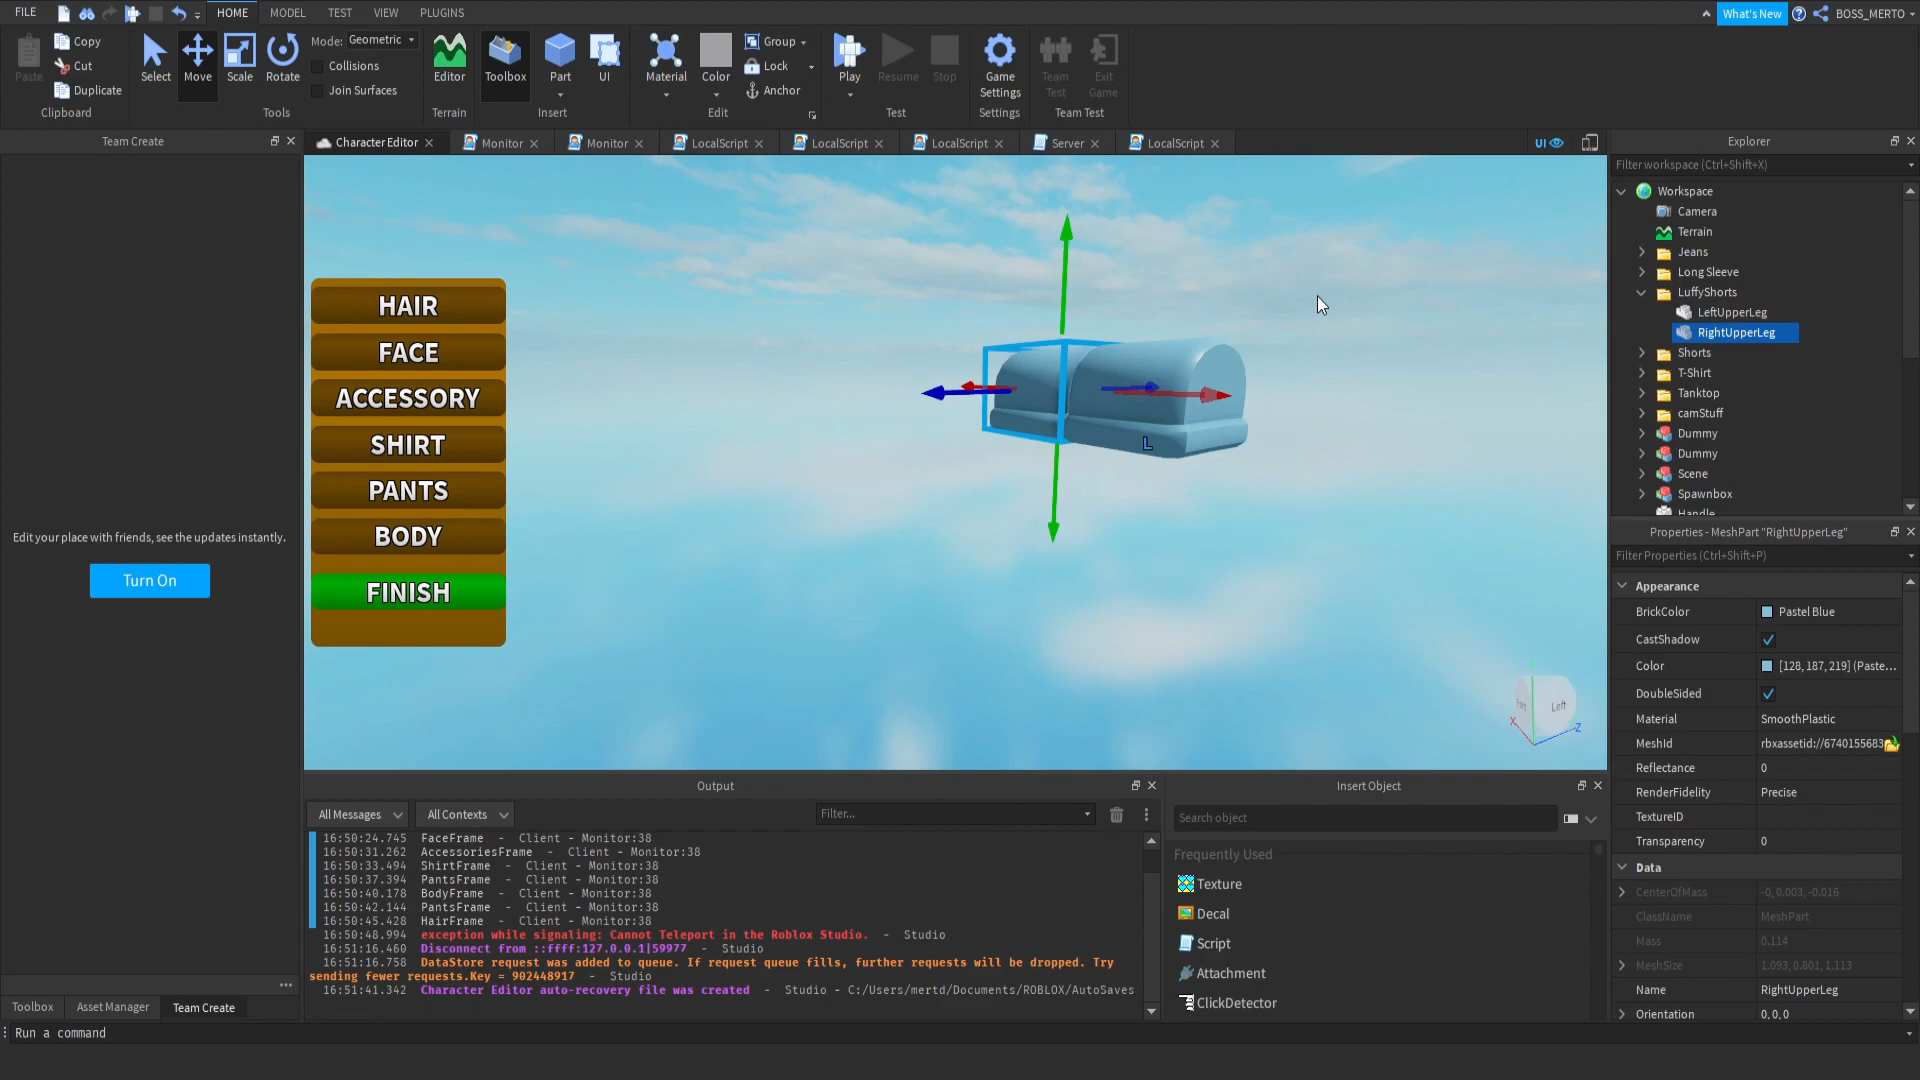 FILE
HOME
MODEL
TEST
VIEW
PLUGINS
What's New
BOSS_MERTO
Paste
Copy
Cut
Duplicate
Clipboard
Select
Move
Scale
Rotate
Mode: Geometric
Collisions
Join Surfaces
Tools
Editor
Terrain
Toolbox
Part
UI
Insert
Material
Color
Group
Lock
Anchor
Edit
Play
Resume
Stop
Test
Game
Settings
Settings
Team
Test
Exit
Game
Team Test
Team Create
Character Editor
Monitor
Monitor
LocalScript
LocalScript
LocalScript
Server
LocalScript
UI
Explorer
Filter workspace (Ctrl+Shift+X)
Workspace
Camera
Terrain
Jeans
Long Sleeve
LuffyShorts
LeftUpperLeg
RightUpperLeg
Shorts
T-Shirt
Tanktop
camStuff
Dummy
Dummy
Scene
Spawnbox
Handle
Edit your place with friends, see the updates instantly.
Turn On
HAIR
FACE
ACCESSORY
SHIRT
PANTS
BODY
FINISH
L
Left
X
Z
Properties - MeshPart "RightUpperLeg"
Filter Properties (Ctrl+Shift+P)
Appearance
BrickColor Pastel Blue
CastShadow
Color [128, 187, 219] (Paste...
DoubleSided
Material SmoothPlastic
MeshId rbxassetid://6740155683
Reflectance 0
RenderFidelity Precise
TextureID
Transparency 0
Data
CenterOfMass -0, 0.003, -0.016
ClassName MeshPart
Mass 0.114
MeshSize 1.093, 0.801, 1.113
Name RightUpperLeg
Orientation 0, 0, 0
Output
All Messages
All Contexts
Filter...
16:50:24.745 FaceFrame - Client - Monitor:38
16:50:31.262 AccessoriesFrame - Client - Monitor:38
16:50:33.494 ShirtFrame - Client - Monitor:38
16:50:37.394 PantsFrame - Client - Monitor:38
16:50:40.178 BodyFrame - Client - Monitor:38
16:50:42.144 PantsFrame - Client - Monitor:38
16:50:45.428 HairFrame - Client - Monitor:38
16:50:48.994 exception while signaling: Cannot Teleport in the Roblox Studio. - Studio
16:51:16.460 Disconnect from ::ffff:127.0.0.1|59977 - Studio
16:51:16.758 DataStore request was added to queue. If request queue fills, further requests will be dropped. Try
sending fewer requests.Key = 902448917 - Studio
16:51:41.342 Character Editor auto-recovery file was created - Studio - C:/Users/mertd/Documents/ROBLOX/AutoSaves
Insert Object
Search object
Frequently Used
Texture
Decal
Script
Attachment
ClickDetector
Toolbox
Asset Manager
Team Create
Run a command